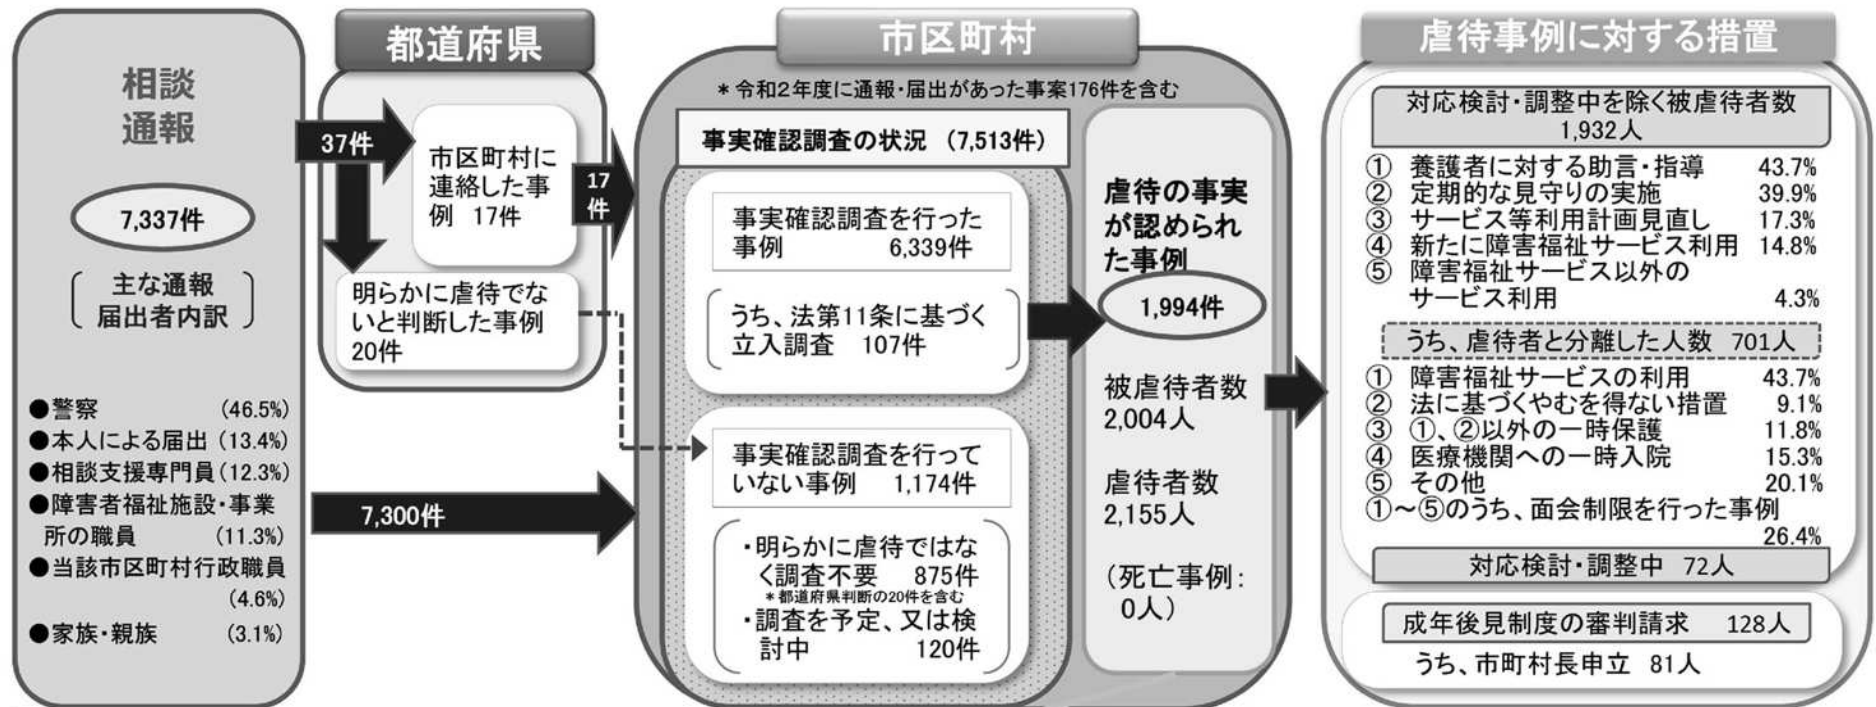 相談
通報
7,337件
主な通報
届出者内訳
●警察 (46.5%)
●本人による届出 (13.4%)
●相談支援専門員 (12.3%)
●障害者福祉施設・事業
所の職員 (11.3%)
●当該市区町村行政職員
(4.6%)
●家族・親族 (3.1%)
都道府県
37件
市区町村に
連絡した事
例 17件
17
件
明らかに虐待でな
いと判断した事例
20件
7,300件
市区町村
*令和2年度に通報・届出があった事案176件を含む
事実確認調査の状況 (7,513件)
事実確認調査を行った
事例 6,339件
うち、法第11条に基づく
立入調査 107件
事実確認調査を行って
いない事例 1,174件
・明らかに虐待ではな
く調査不要 875件
*都道府県判断の20件を含む
・調査を予定、又は検
討中 120件
虐待の事実
が認められ
た事例
1,994件
被虐待者数
2,004人
虐待者数
2,155人
(死亡事例:
0人)
虐待事例に対する措置
対応検討・調整中を除く被虐待者数
1,932人
① 養護者に対する助言・指導 43.7%
② 定期的な見守りの実施 39.9%
③ サービス等利用計画見直し 17.3%
④ 新たに障害福祉サービス利用 14.8%
⑤ 障害福祉サービス以外の
サービス利用 4.3%
うち、虐待者と分離した人数 701人
① 障害福祉サービスの利用 43.7%
② 法に基づくやむを得ない措置 9.1%
③ ①、②以外の一時保護 11.8%
④ 医療機関への一時入院 15.3%
⑤ その他 20.1%
①～⑤のうち、面会制限を行った事例
26.4%
対応検討・調整中 72人
成年後見制度の審判請求 128人
うち、市町村長申立 81人